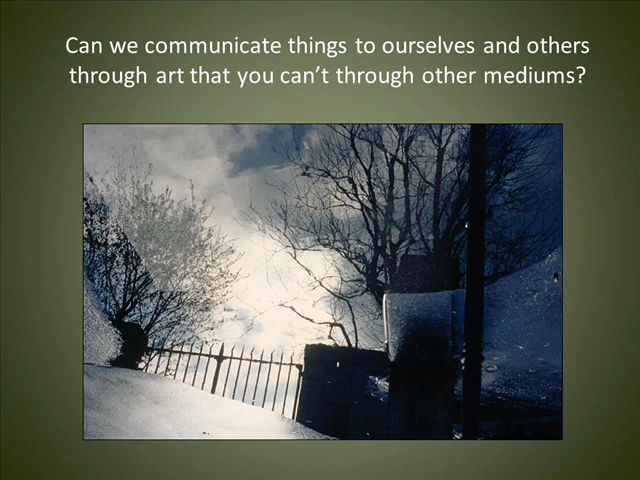 Can we communicate things to ourselves and others
through art that you can’t through other mediums?